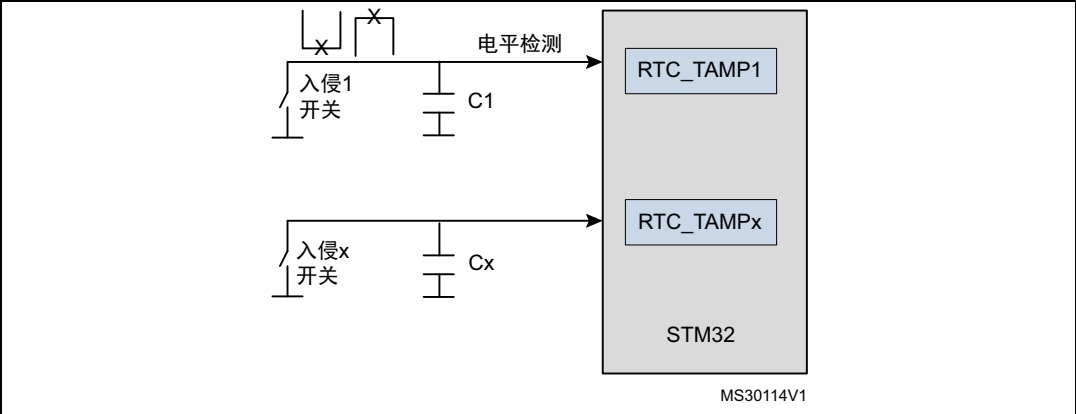 电平检测
RTC_TAMP1
入侵1
开关
C1
RTC_TAMPx
入侵x
开关
Cx
STM32
MS30114V1